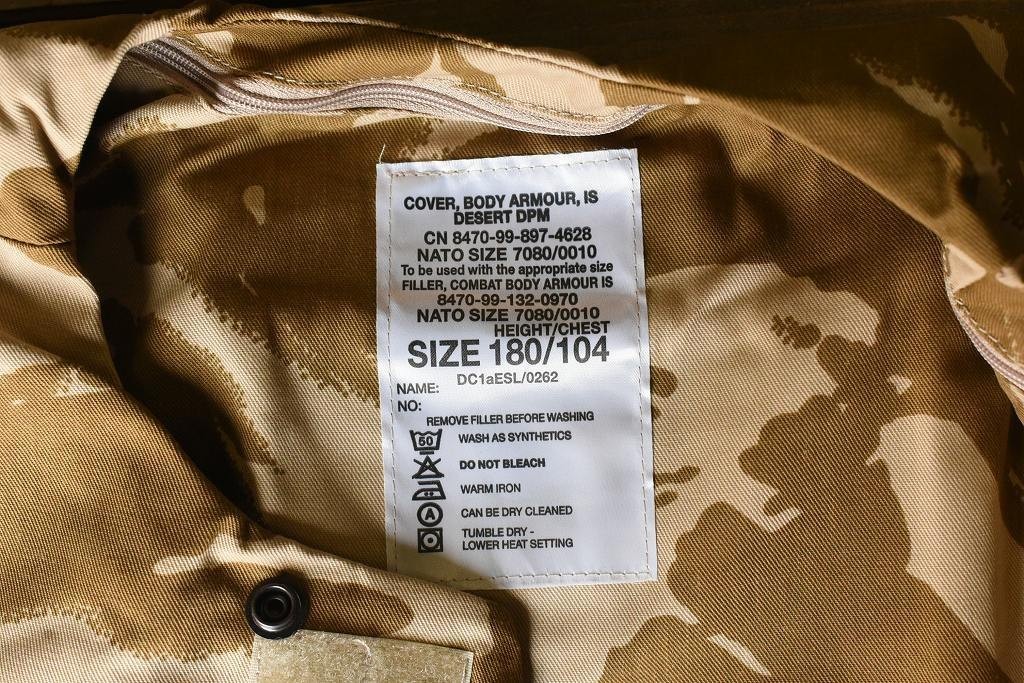 COVER, BODY ARMOUR, IS
DESERT DPM
CN 8470-99-897-4628
NATO SIZE 7080/0010
To be used with the appropriate size
FILLER, COMBAT BODY ARMOUR IS
8470-99-132-0970
NATO SIZE 7080/0010
HEIGHT/CHEST
SIZE 180/104
DC1aESL/0262
NAME:
NO:
REMOVE FILLER BEFORE WASHING
50 WASH AS SYNTHETICS
DO NOT BLEACH
WARM IRON
A CAN BE DRY CLEANED
TUMBLE DRY -
LOWER HEAT SETTING